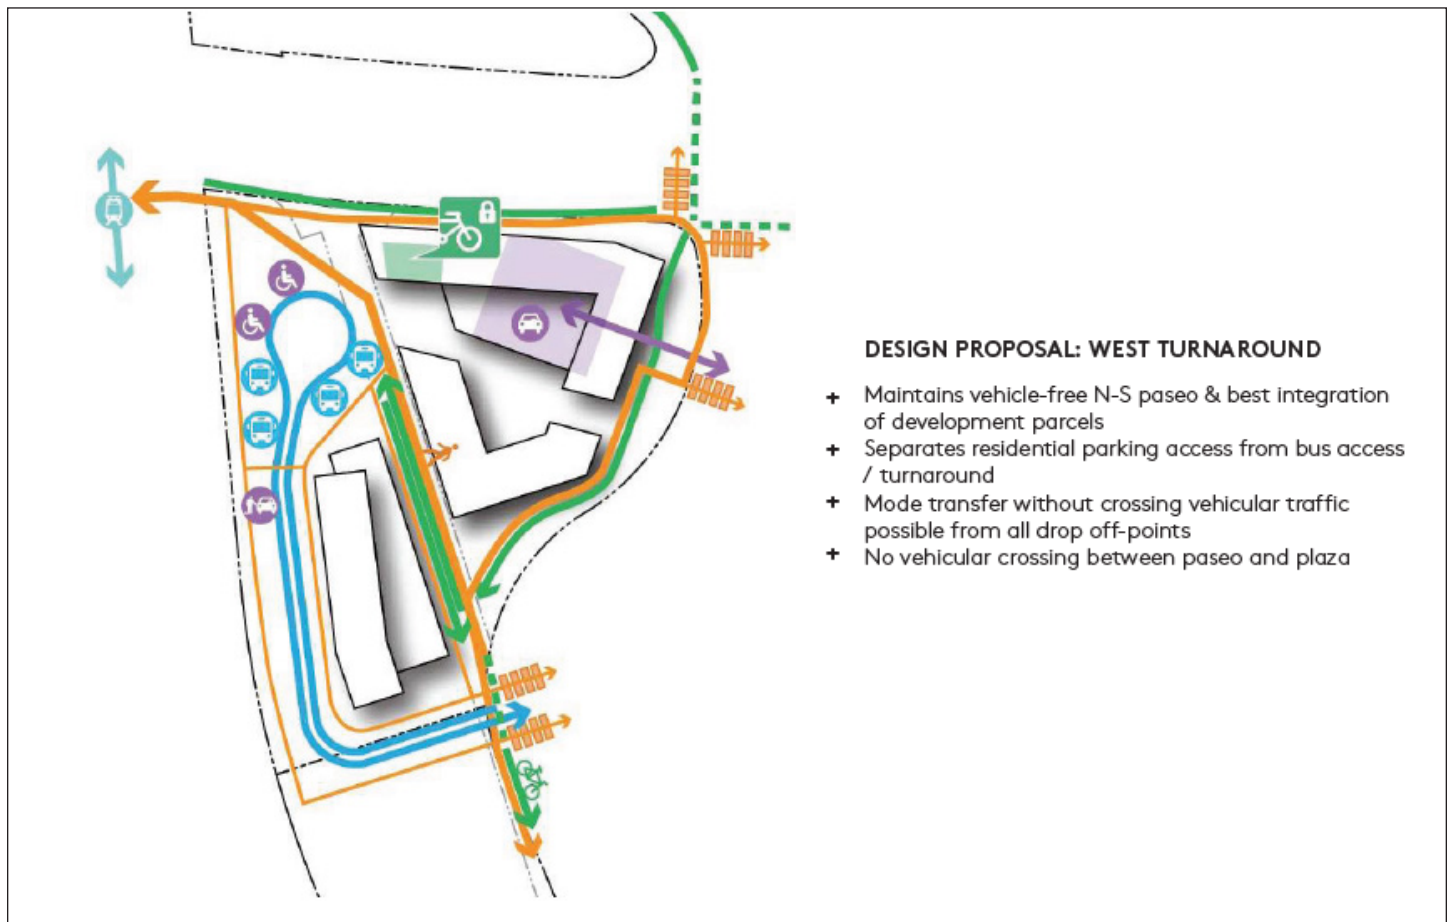 DESIGN PROPOSAL: WEST TURNAROUND
+ Maintains vehicle-free N-S paseo & best integration
of development parcels
+ Separates residential parking access from bus access
/ turnaround
+ Mode transfer without crossing vehicular traffic
possible from all drop off-points
+ No vehicular crossing between paseo and plaza